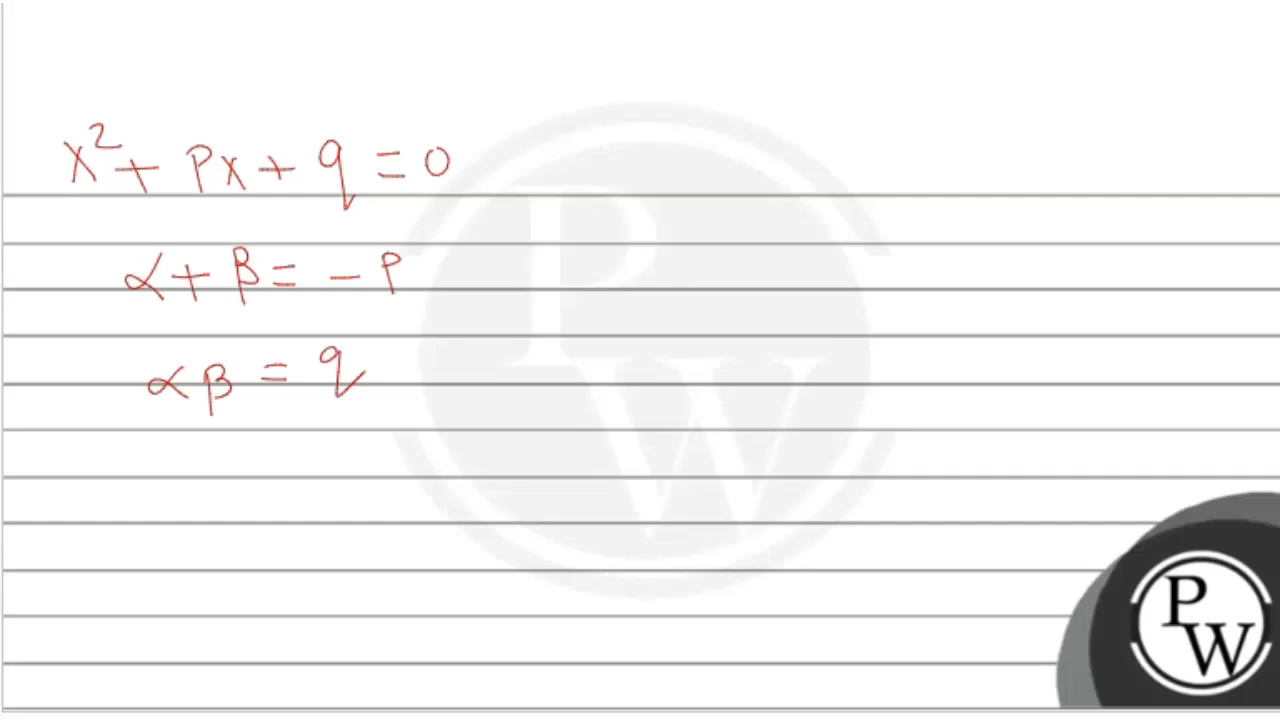 x² + px + q = 0
α + β = - p
αβ = q
P
W
P
W